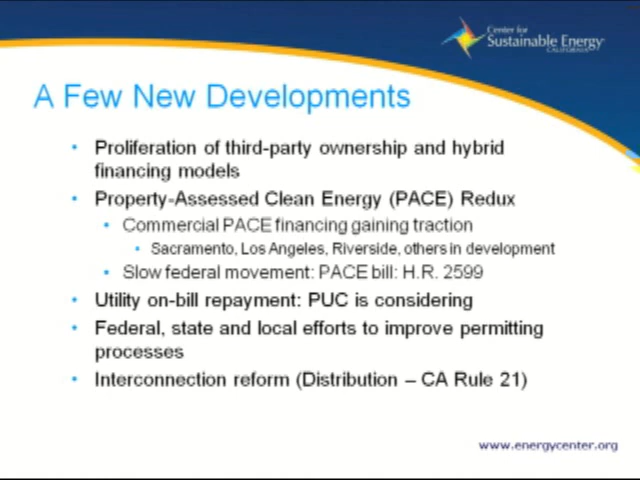 Center for
Sustainable Energy
CALIFORNIA
A Few New Developments
• Proliferation of third-party ownership and hybrid
financing models
• Property-Assessed Clean Energy (PACE) Redux
• Commercial PACE financing gaining traction
• Sacramento, Los Angeles, Riverside, others in development
• Slow federal movement: PACE bill: H.R. 2599
• Utility on-bill repayment: PUC is considering
• Federal, state and local efforts to improve permitting
processes
• Interconnection reform (Distribution – CA Rule 21)
www.energycenter.org